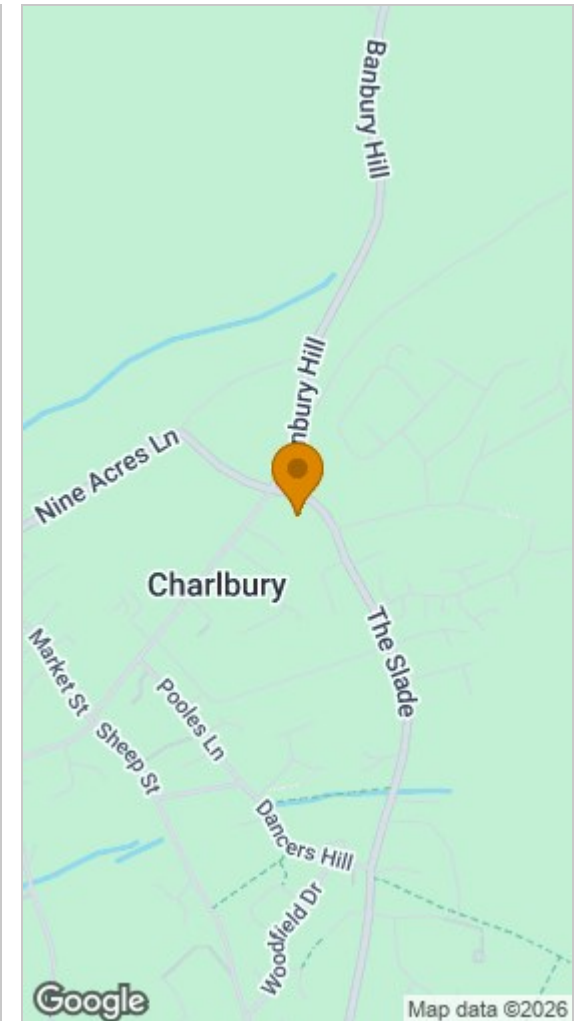 Banbury Hill
nbury Hill
Nine Acres Ln
Charlbury
The Slade
Market St
Pooles Ln
Sheep St
Dancers Hill
Woodfield Dr
Google
Map data ©2026